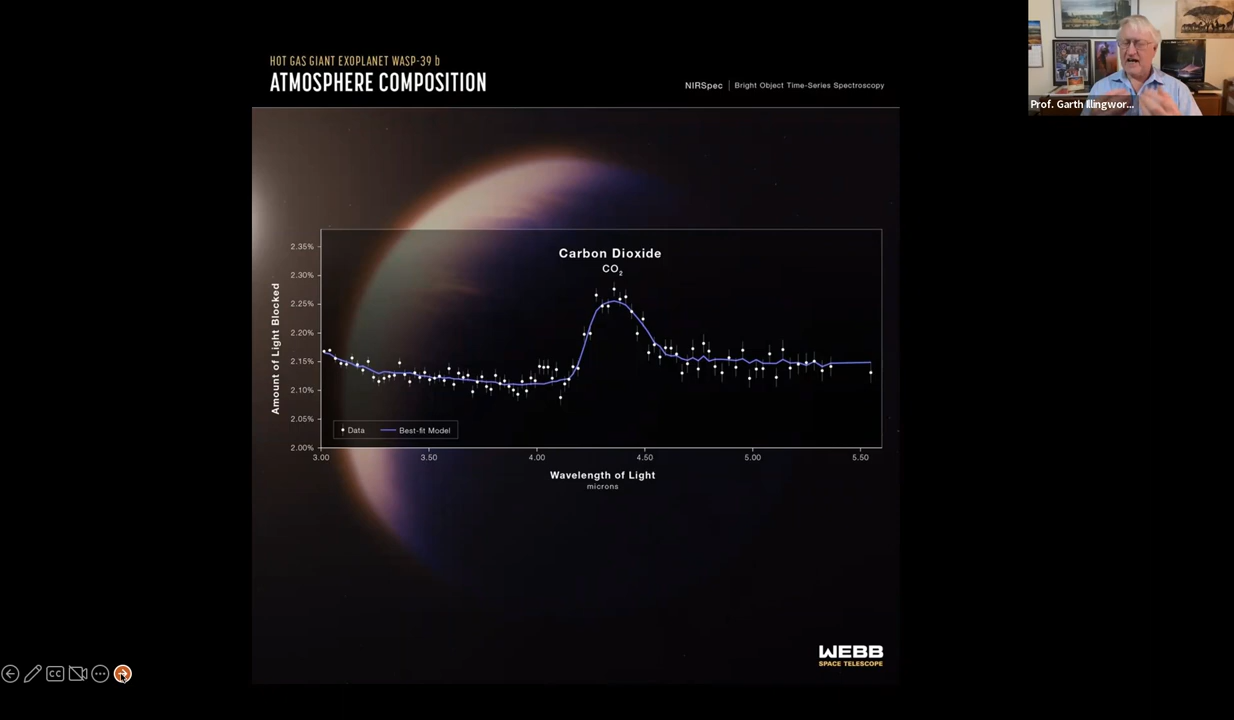 HOT GAS GIANT EXOPLANET WASP-39 b
ATMOSPHERE COMPOSITION
NIRSpec | Bright Object Time-Series Spectroscopy
Prof. Garth Illingwor...
Carbon Dioxide
CO₂
Amount of Light Blocked
2.35%
2.30%
2.25%
2.20%
2.15%
2.10%
2.05%
2.00%
Data
Best-fit Model
3.00
3.50
4.00
4.50
5.00
5.50
Wavelength of Light
microns
WEBB
SPACE TELESCOPE
CC